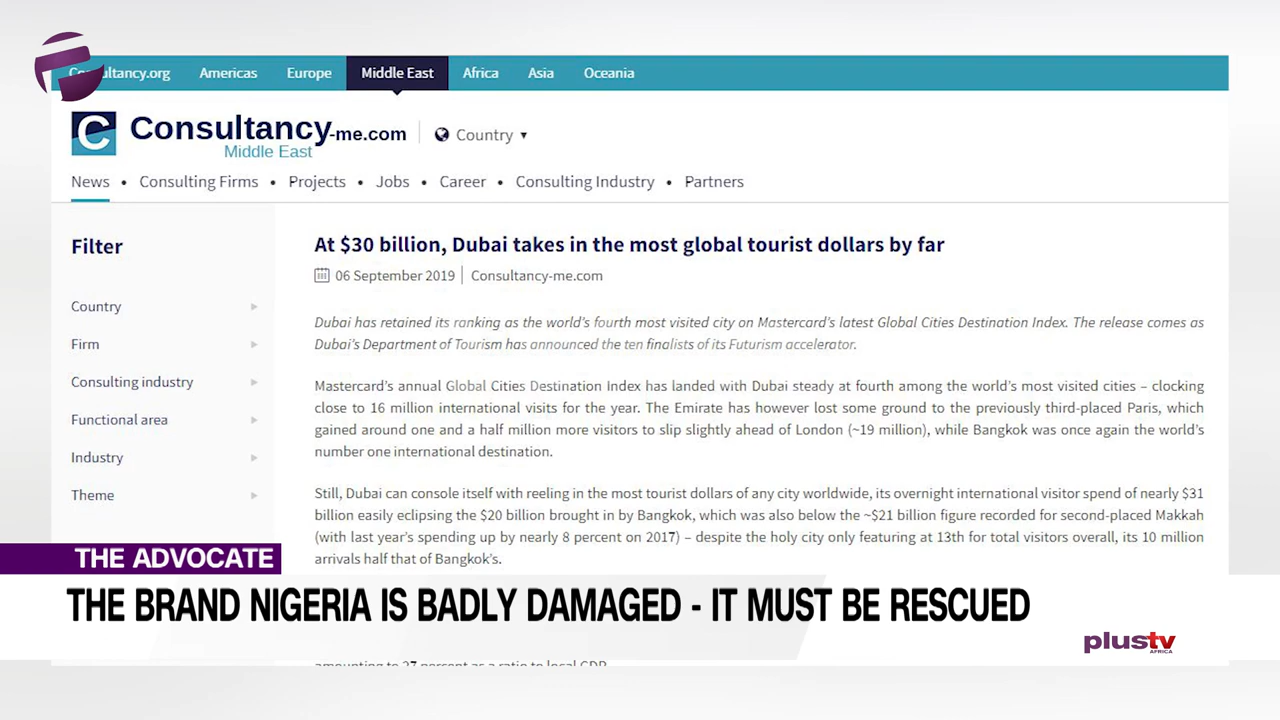 Consultancy.org Americas Europe Middle East Africa Asia Oceania
C Consultancy-me.com Country ▼
Middle East
News • Consulting Firms • Projects • Jobs • Career • Consulting Industry • Partners
Filter
Country
Firm
Consulting industry
Functional area
Industry
Theme
At $30 billion, Dubai takes in the most global tourist dollars by far
06 September 2019 | Consultancy-me.com
Dubai has retained its ranking as the world's fourth most visited city on Mastercard's latest Global Cities Destination Index. The release comes as
Dubai's Department of Tourism has announced the ten finalists of its Futurism accelerator.
Mastercard's annual Global Cities Destination Index has landed with Dubai steady at fourth among the world's most visited cities – clocking
close to 16 million international visits for the year. The Emirate has however lost some ground to the previously third-placed Paris, which
gained around one and a half million more visitors to slip slightly ahead of London (~19 million), while Bangkok was once again the world's
number one international destination.
Still, Dubai can console itself with reeling in the most tourist dollars of any city worldwide, its overnight international visitor spend of nearly $31
billion easily eclipsing the $20 billion brought in by Bangkok, which was also below the ~$21 billion figure recorded for second-placed Makkah
(with last year's spending up by nearly 8 percent on 2017) – despite the holy city only featuring at 13th for total visitors overall, its 10 million
arrivals half that of Bangkok's.
THE ADVOCATE
THE BRAND NIGERIA IS BADLY DAMAGED - IT MUST BE RESCUED
plustv
AFRICA
amounting to 27 percent as a ratio to local GDP.